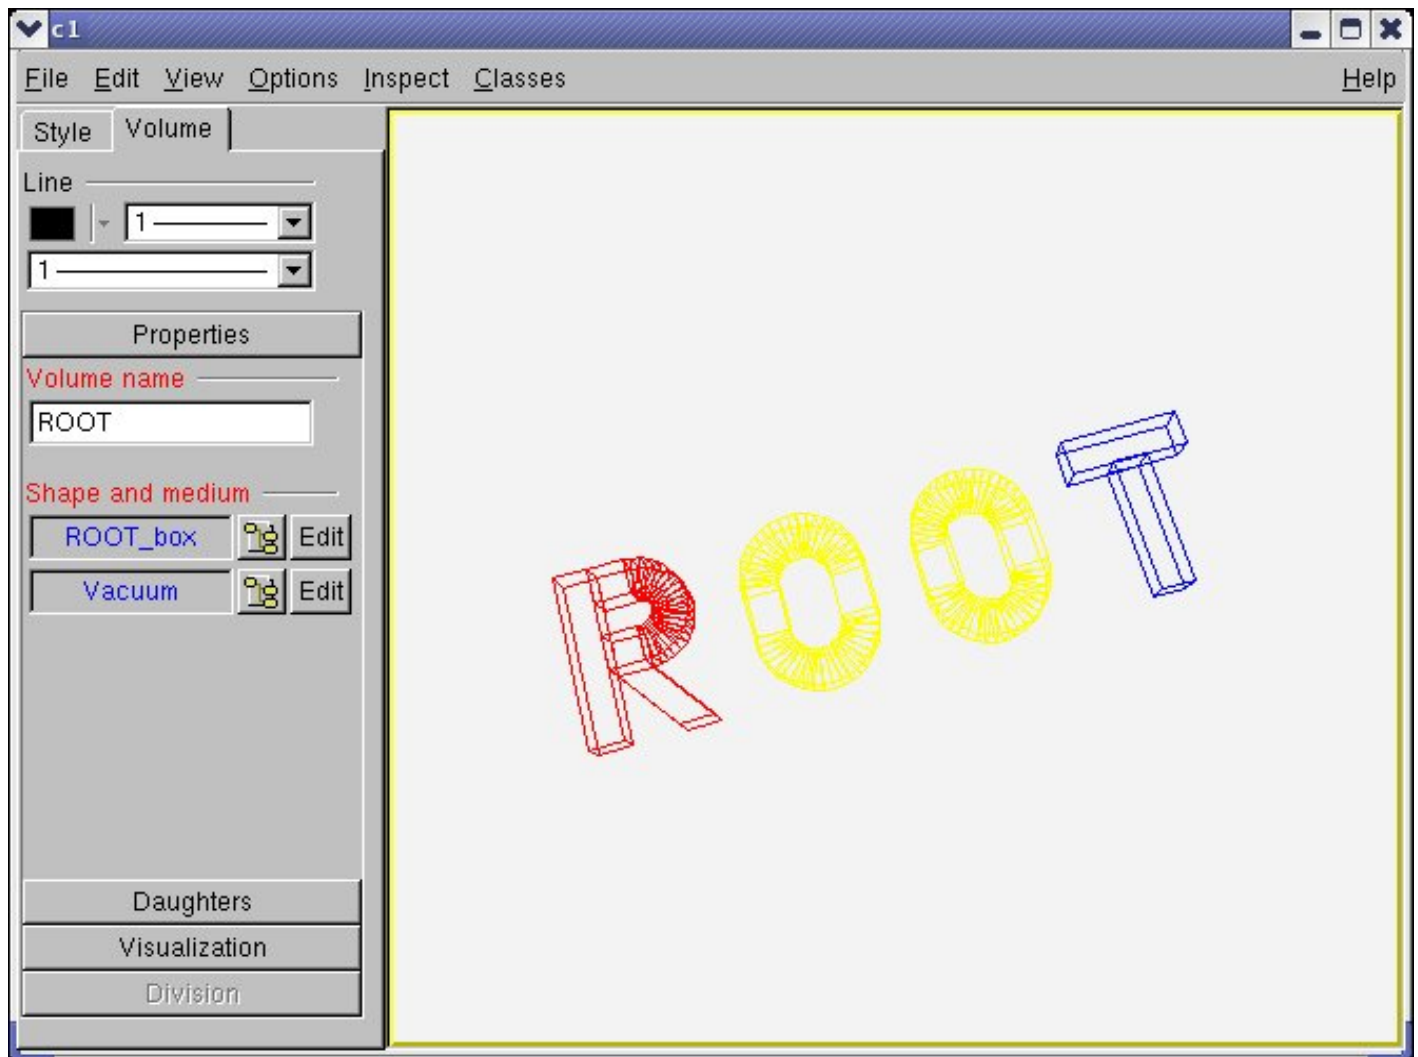 c1
File Edit View Options Inspect Classes Help
Style Volume
Line
1
1
Properties
Volume name
ROOT
Shape and medium
ROOT_box Edit
Vacuum Edit
Daughters
Visualization
Division
ROOT